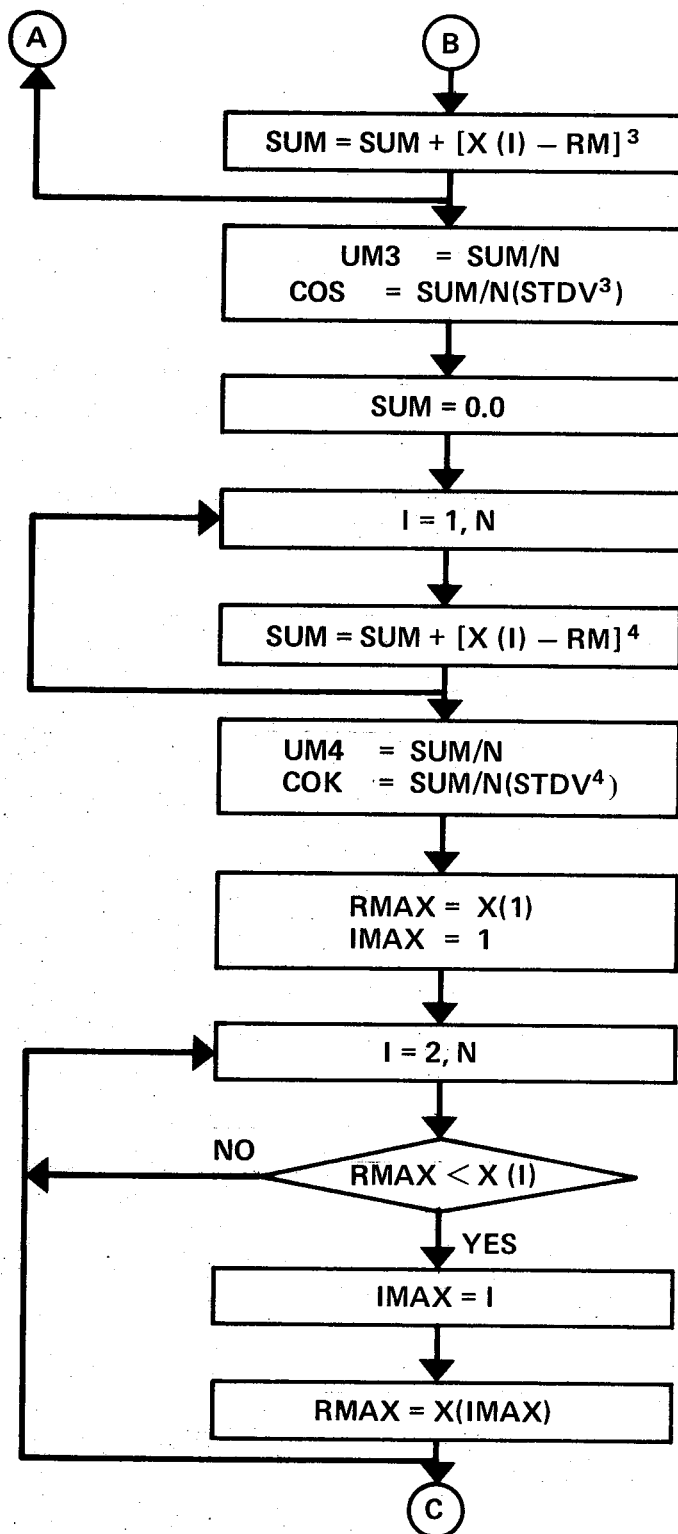 A
B
SUM = SUM + [X (I) – RM]³
UM3 = SUM/N
COS = SUM/N(STDV³)
SUM = 0.0
I = 1, N
SUM = SUM + [X (I) – RM]⁴
UM4 = SUM/N
COK = SUM/N(STDV⁴)
RMAX = X(1)
IMAX = 1
I = 2, N
NO
RMAX < X (I)
YES
IMAX = I
RMAX = X(IMAX)
C